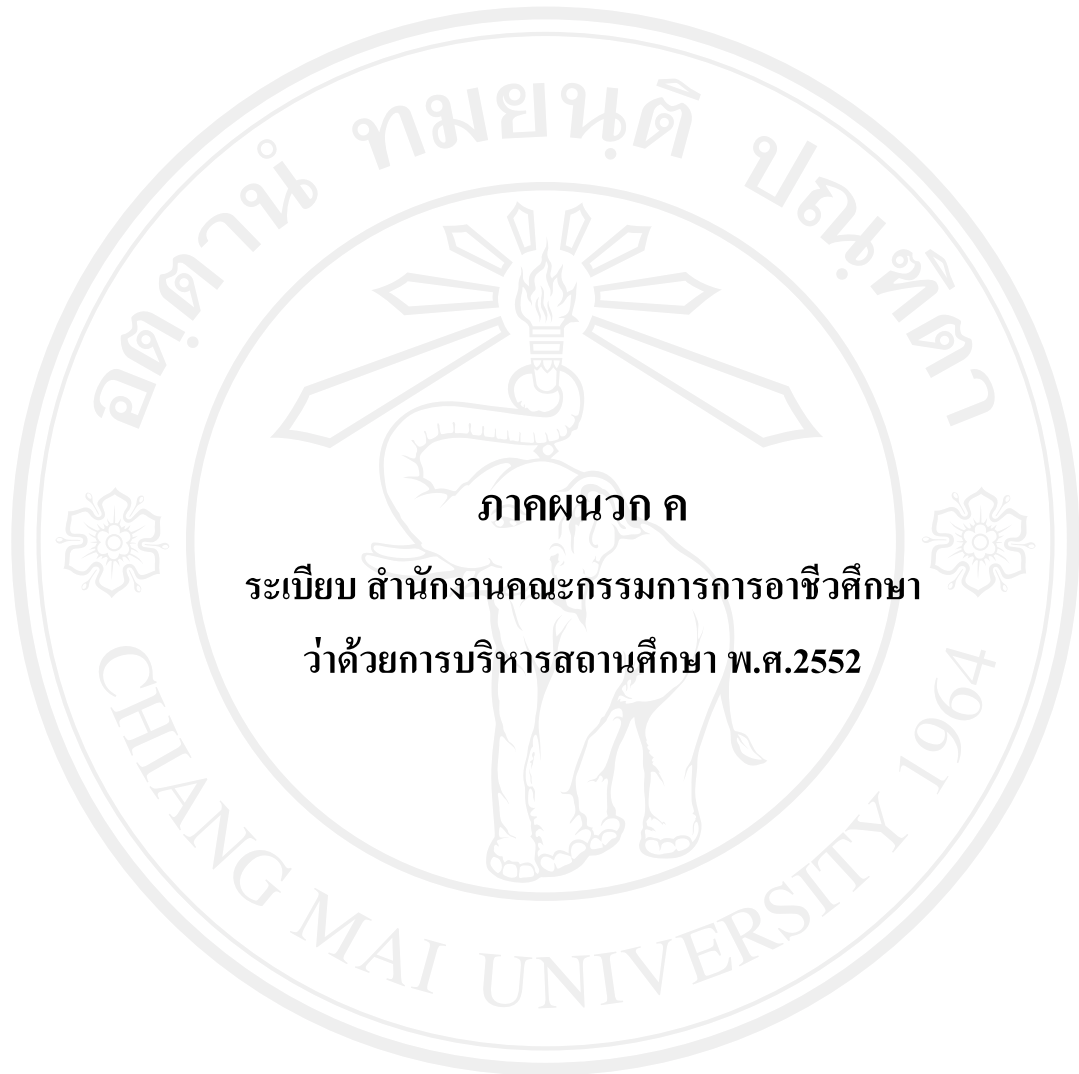 อตฺตานํ ทมยนฺติ ปณฺฑิตา
ภาคผนวก ค
ระเบียบ สำนักงานคณะกรรมการการอาชีวศึกษา
ว่าด้วยการบริหารสถานศึกษา พ.ศ.2552
CHIANG MAI UNIVERSITY 1964